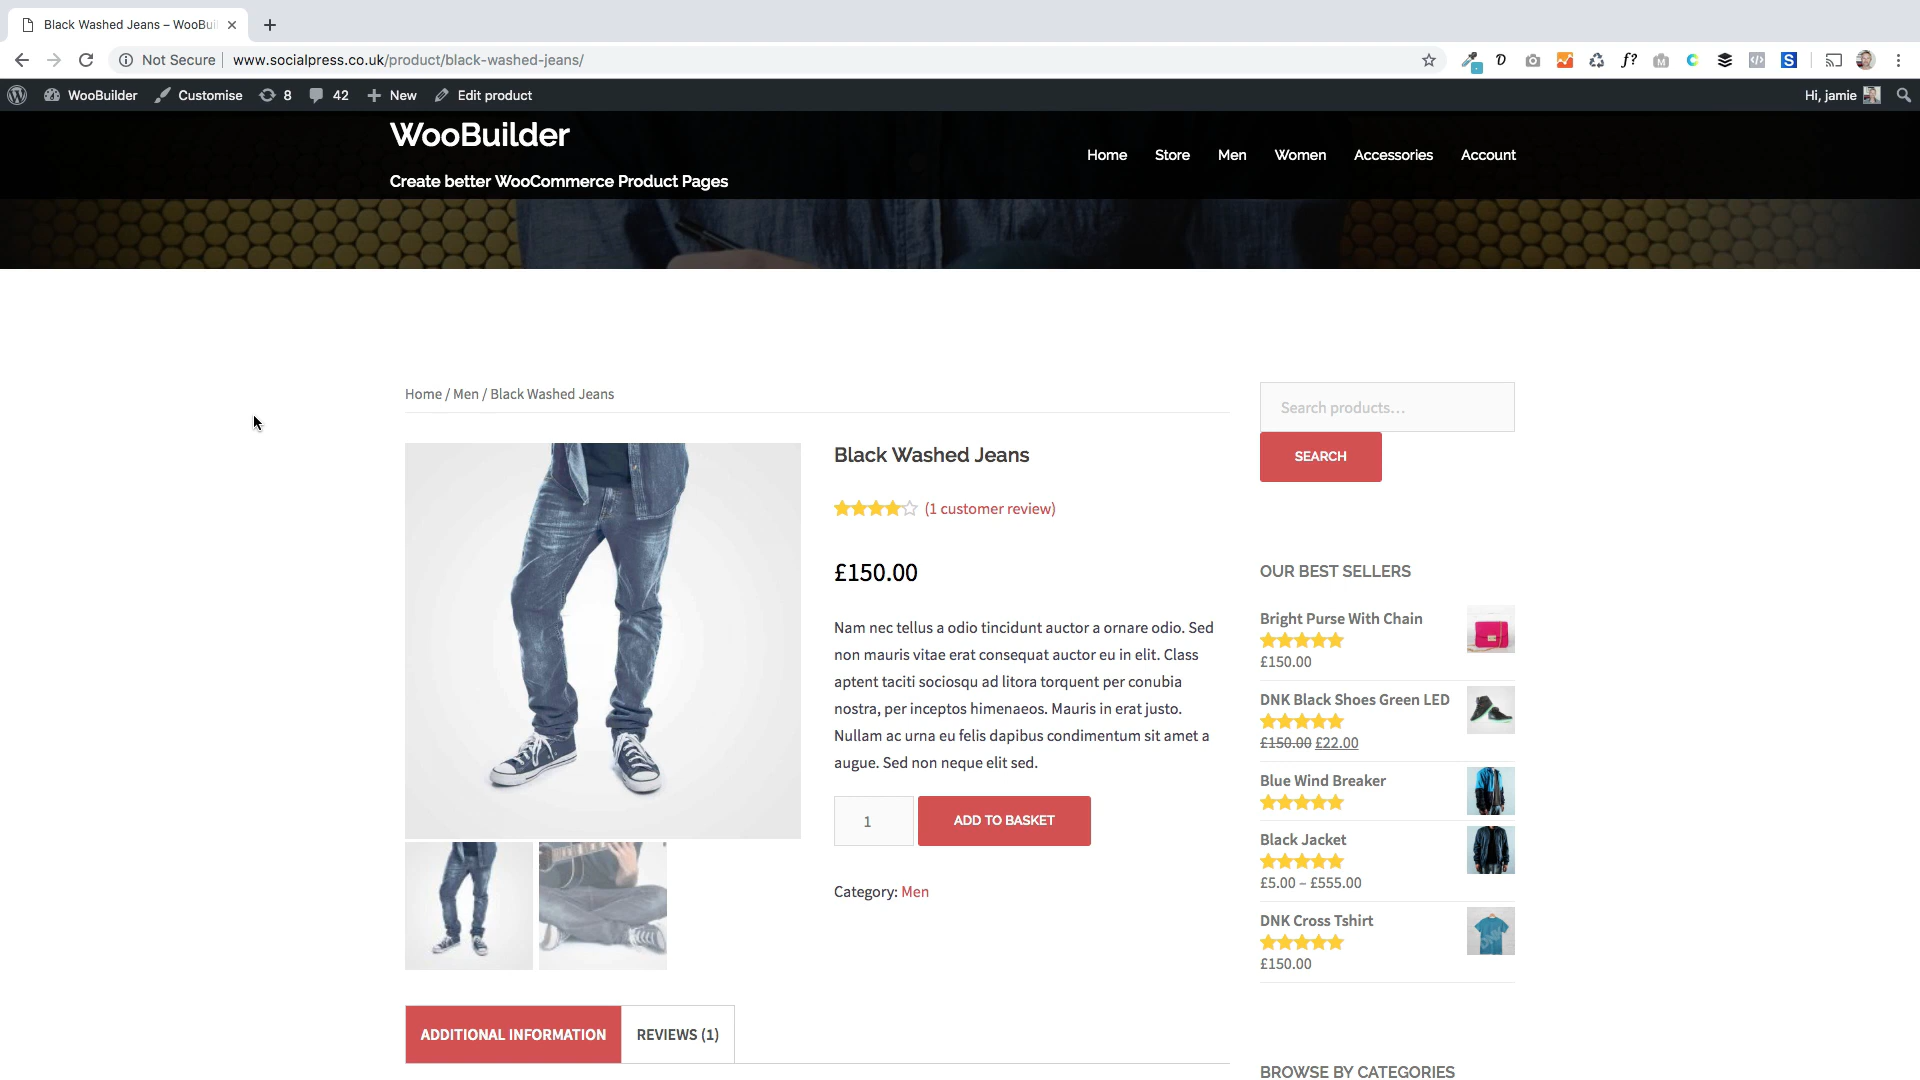 Black Washed Jeans – WooBuil
Not Secure
www.socialpress.co.uk/product/black-washed-jeans/
WooBuilder
Customise
8
42
New
Edit product
Hi, jamie
WooBuilder
Create better WooCommerce Product Pages
Home
Store
Men
Women
Accessories
Account
Home / Men / Black Washed Jeans
Black Washed Jeans
(1 customer review)
£150.00
Nam nec tellus a odio tincidunt auctor a ornare odio. Sed
non mauris vitae erat consequat auctor eu in elit. Class
aptent taciti sociosqu ad litora torquent per conubia
nostra, per inceptos himenaeos. Mauris in erat justo.
Nullam ac urna eu felis dapibus condimentum sit amet a
augue. Sed non neque elit sed.
1
ADD TO BASKET
Category: Men
ADDITIONAL INFORMATION
REVIEWS (1)
Search products…
SEARCH
OUR BEST SELLERS
Bright Purse With Chain
£150.00
DNK Black Shoes Green LED
£150.00 £22.00
Blue Wind Breaker
Black Jacket
£5.00 – £555.00
DNK Cross Tshirt
£150.00
BROWSE BY CATEGORIES